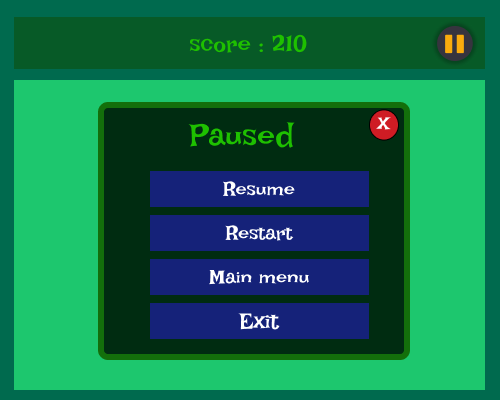 score : 210
Paused
X
Resume
Restart
Main menu
Exit